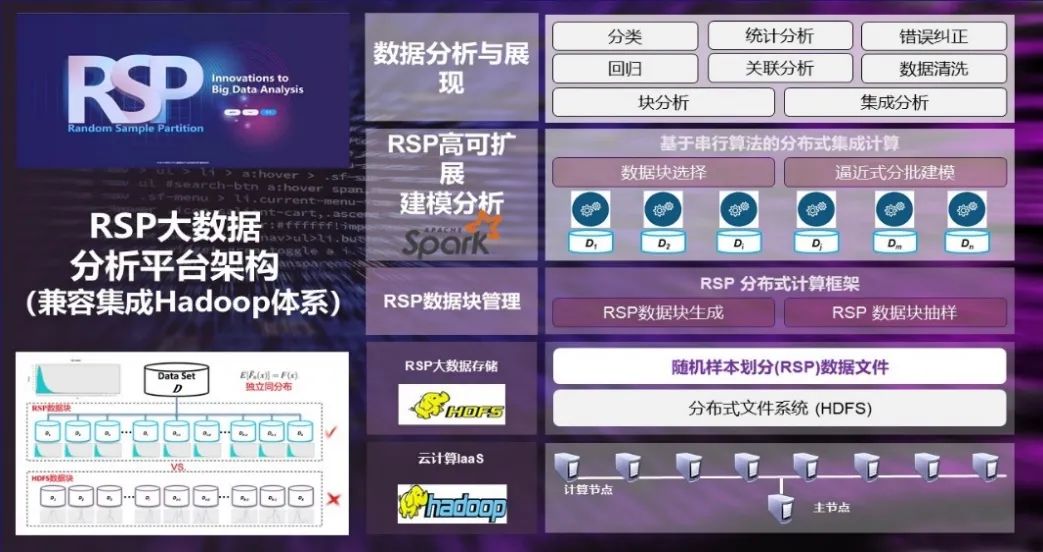 RSP
Innovations to
Big Data Analysis
Random Sample Partition
RSP大数据
分析平台架构
(兼容集成Hadoop体系)
Data Set
D
E[F̃ₖ(x)] = F(x)
独立同分布
RSP数据块
VS.
HDFS数据块
数据分析与展
现
分类
统计分析
错误纠正
回归
关联分析
数据清洗
块分析
集成分析
RSP高可扩
展
建模分析
APACHE
Spark
基于串行算法的分布式集成计算
数据块选择
逼近式分批建模
D1
D2
Di
Dj
Dm
Dn
RSP数据块管理
RSP 分布式计算框架
RSP数据块生成
RSP 数据块抽样
RSP大数据存储
HDFS
随机样本划分(RSP)数据文件
分布式文件系统 (HDFS)
云计算IaaS
hadoop
计算节点
主节点